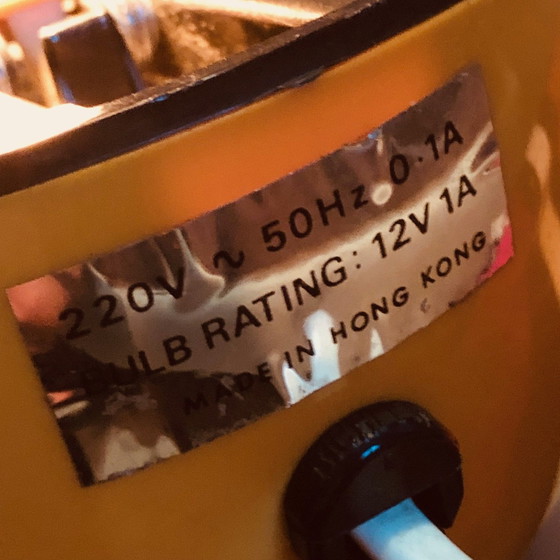 220V ~ 50Hz 0·1A
BULB RATING: 12V 1A
MADE IN HONG KONG